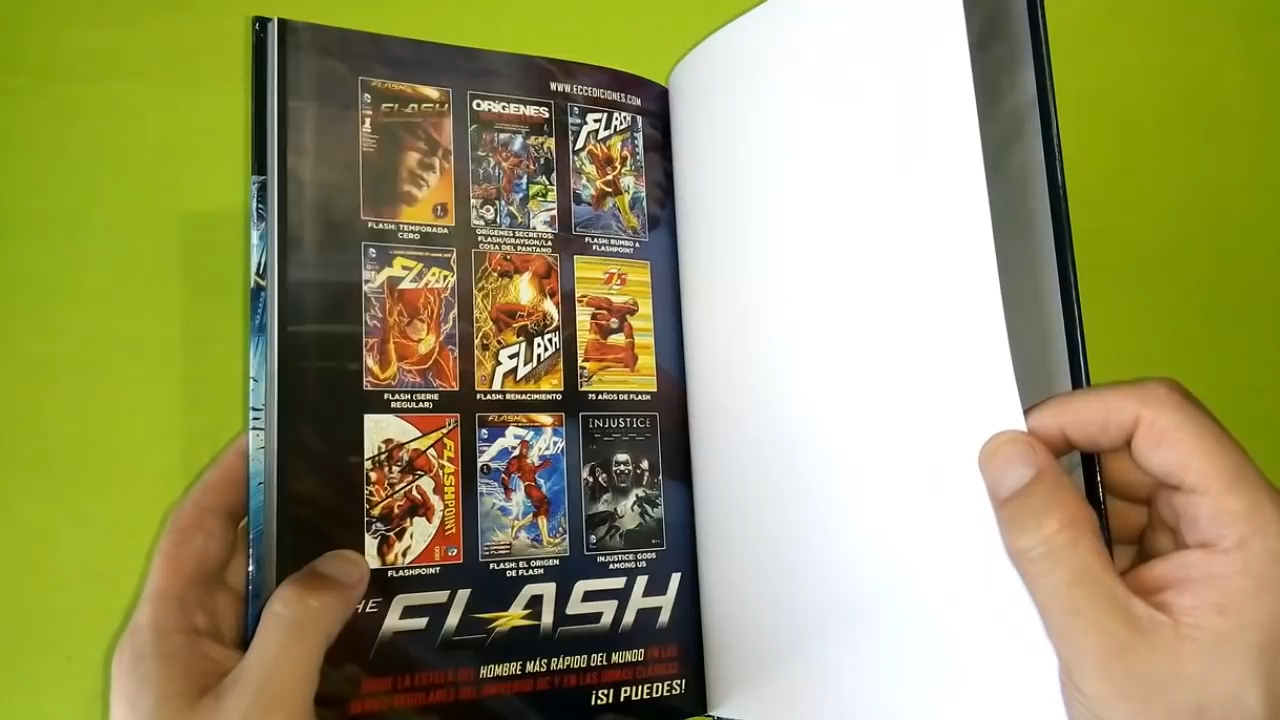 WWW.ECCEDICIONES.COM
FLASH
FLASH
1
FLASH: TEMPORADA
CERO
ORÍGENES
ORÍGENES SECRETOS:
FLASH/GRAYSON/LA
COSA DEL PANTANO
FLASH
FLASH: RUMBO A
FLASHPOINT
FLASH
FLASH (SERIE
REGULAR)
FLASH
FLASH: RENACIMIENTO
75
75 AÑOS DE FLASH
FLASHPOINT
FLASHPOINT
FLASH
FLASH
FLASH: EL ORIGEN
DE FLASH
INJUSTICE
INJUSTICE: GODS
AMONG US
THE FLASH
SIGUE LA ESTELA DEL HOMBRE MÁS RÁPIDO DEL MUNDO EN LAS
SERIES REGULARES DEL UNIVERSO DC Y EN LAS OBRAS CLÁSICAS
¡SI PUEDES!